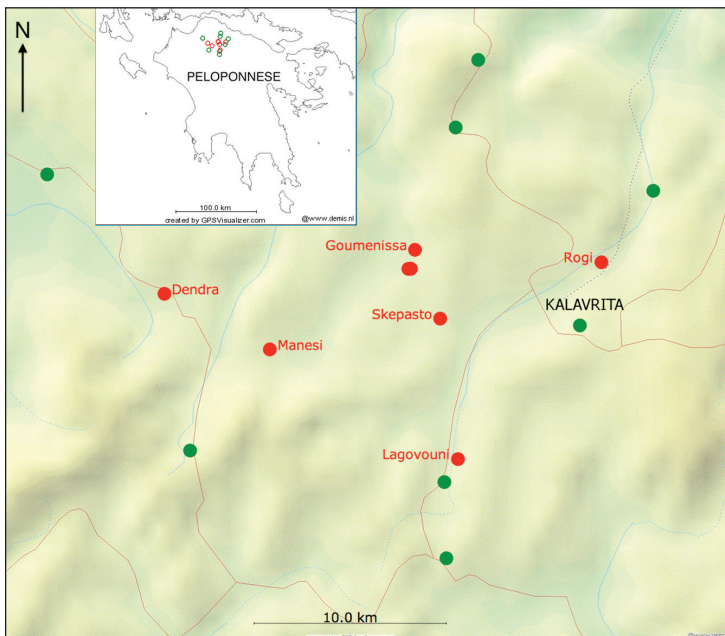 N
PELOPONNESE
100.0 km
created by GPSVisualizer.com
@www.demis.nl
Goumenissa
Rogi
Dendra
KALAVRITA
Skepasto
Manesi
Lagovouni
10.0 km